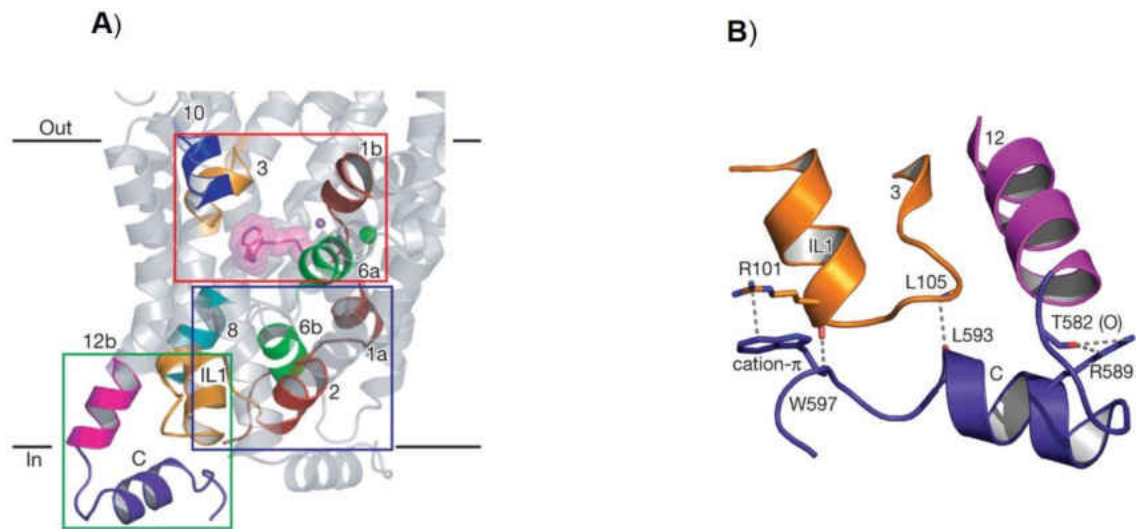 A)
10
Out
3
1b
6a
8
6b
1a
12b
IL1
2
In
C
B)
12
3
IL1
R101
L105
T582 (O)
L593
cation-π
C
R589
W597